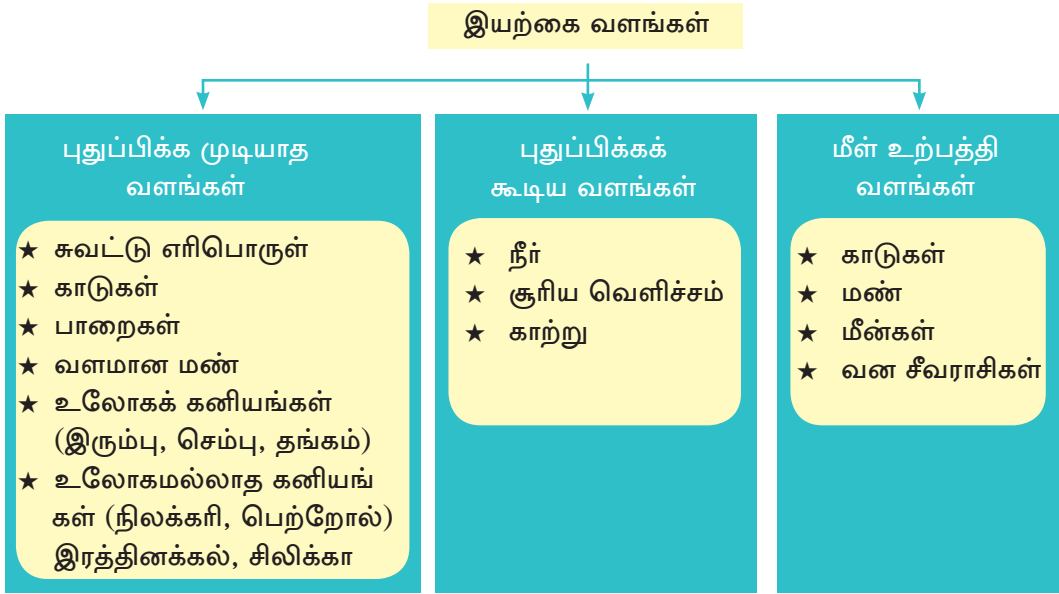 இயற்கை வளங்கள்
புதுப்பிக்க முடியாத
வளங்கள்
★ சுவட்டு எரிபொருள்
★ காடுகள்
★ பாறைகள்
★ வளமான மண்
★ உலோகக் கனியங்கள்
(இரும்பு, செம்பு, தங்கம்)
★ உலோகமல்லாத கனியங்
கள் (நிலக்கரி, பெற்றோல்)
இரத்தினக்கல், சிலிக்கா
புதுப்பிக்கக்
கூடிய வளங்கள்
★ நீர்
★ சூரிய வெளிச்சம்
★ காற்று
மீள் உற்பத்தி
வளங்கள்
★ காடுகள்
★ மண்
★ மீன்கள்
★ வன சீவராசிகள்